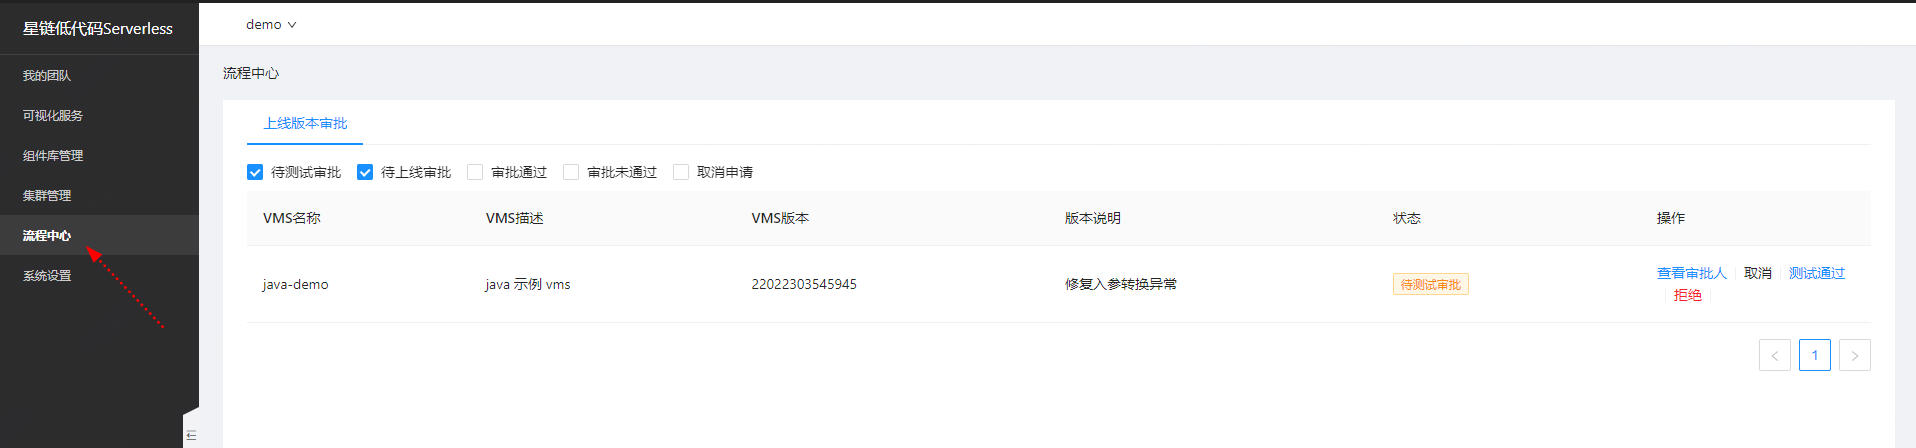 星链低代码Serverless
demo
我的团队
可视化服务
组件库管理
集群管理
流程中心
系统设置
流程中心
上线版本审批
待测试审批 待上线审批 审批通过 审批未通过 取消申请
VMS名称 VMS描述 VMS版本 版本说明 状态 操作
java-demo java 示例 vms 22022303545945 修复入参转换异常 待测试审批 查看审批人 取消 测试通过
拒绝
1